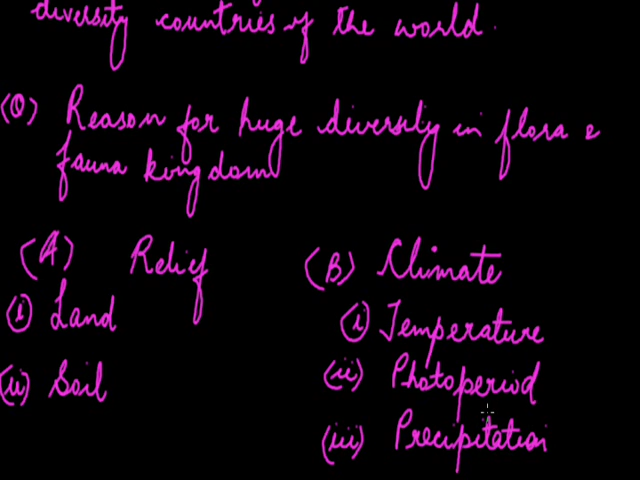 diversity countries of the world.
(Q) Reason for huge diversity in flora &
fauna kingdom
(A) Relief
(i) Land
(ii) Soil
(B) Climate
(i) Temperature
(ii) Photoperiod
(iii) Precipitation